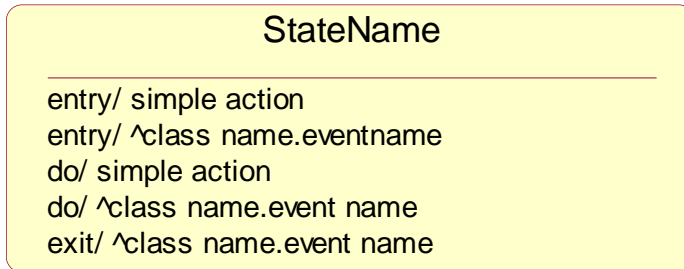 StateName
entry/ simple action
entry/ ^class name.eventname
do/ simple action
do/ ^class name.event name
exit/ ^class name.event name